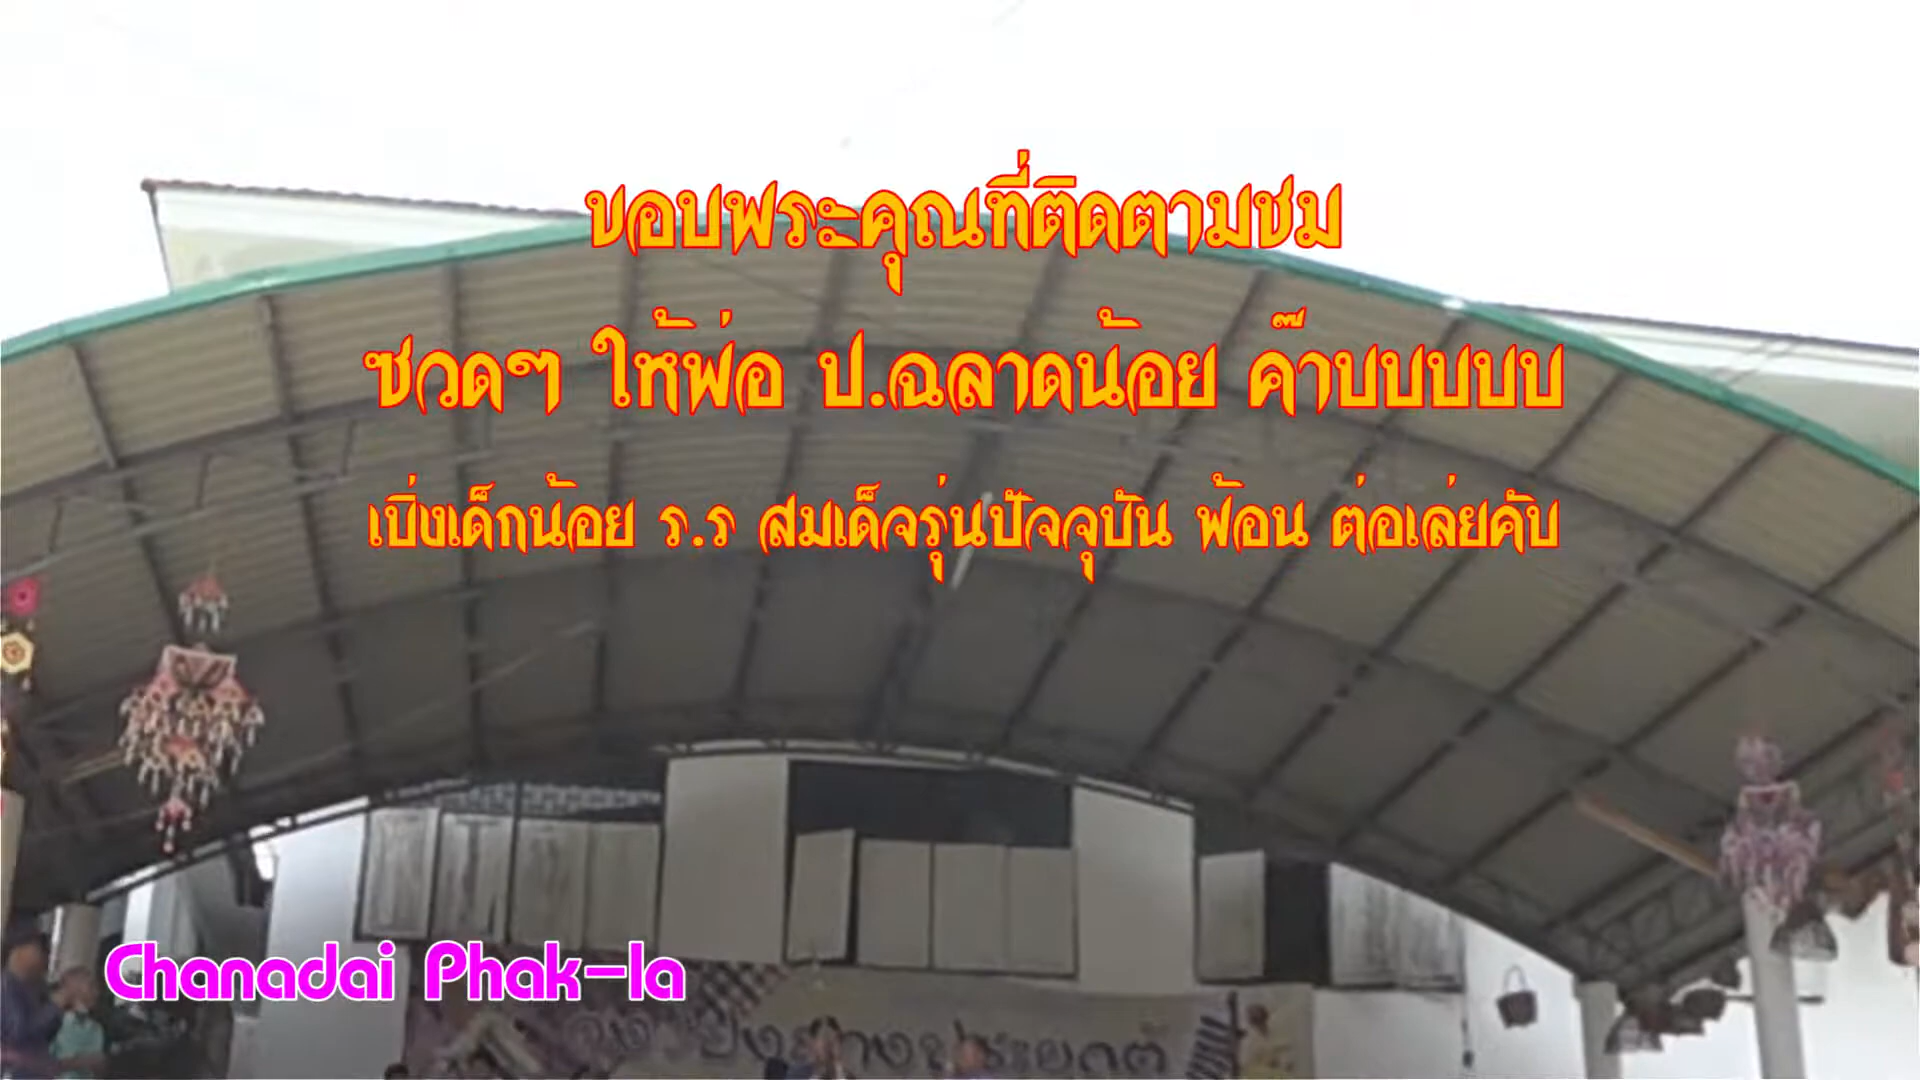 ขอบพระคุณที่ติดตามชม
ซวดๆ ให้พ่อ ป.ฉลาดน้อย ค๊าบบบบบ
เบิ่งเด็กน้อย ร.ร สมเด็จรุ่นปัจจุบัน ฟ้อน ต่อเล่ยคับ
Chanadai Phak-la